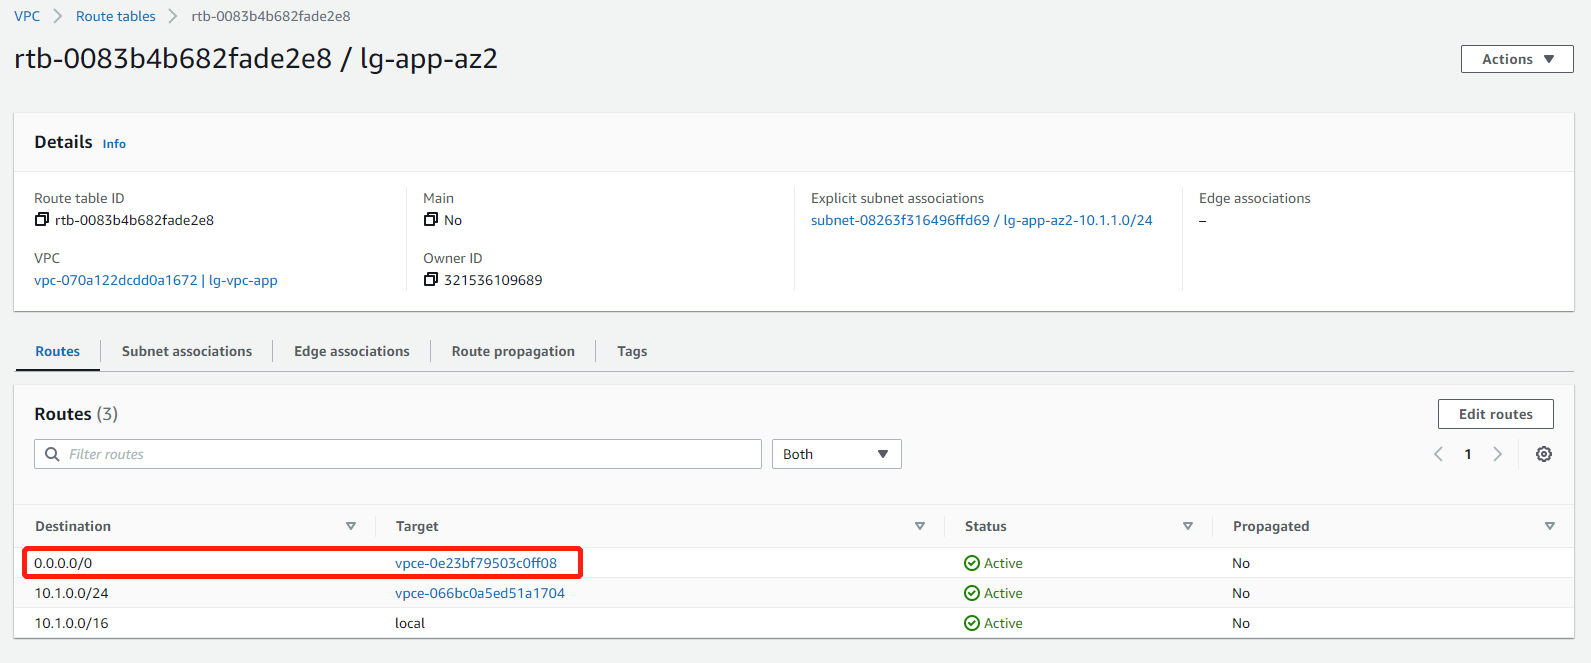 VPC > Route tables > rtb-0083b4b682fade2e8
rtb-0083b4b682fade2e8 / lg-app-az2
Actions
Details Info
Route table ID
rtb-0083b4b682fade2e8
Main
No
Explicit subnet associations
subnet-08263f316496ffd69 / lg-app-az2-10.1.1.0/24
Edge associations
–
VPC
vpc-070a122dcdd0a1672 | lg-vpc-app
Owner ID
321536109689
Routes Subnet associations Edge associations Route propagation Tags
Routes (3)
Edit routes
Filter routes
Both
1
Destination Target Status Propagated
0.0.0.0/0 vpce-0e23bf79503c0ff08 Active No
10.1.0.0/24 vpce-066bc0a5ed51a1704 Active No
10.1.0.0/16 local Active No